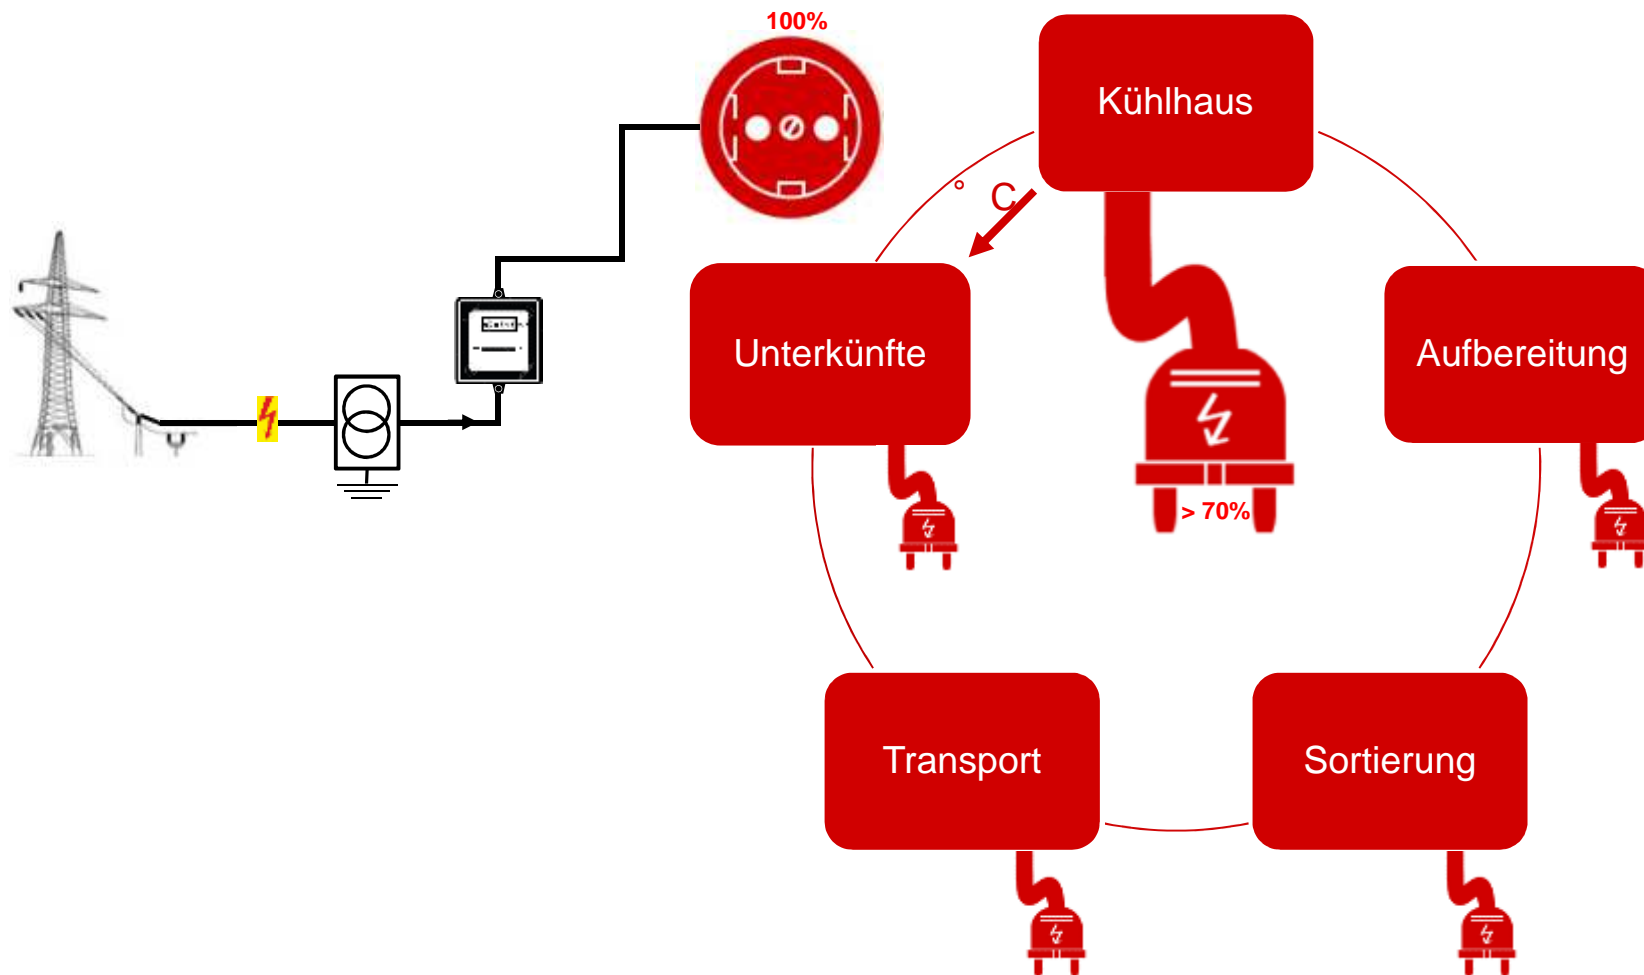 100%
Kühlhaus
° C
Unterkünfte
Aufbereitung
> 70%
Transport
Sortierung